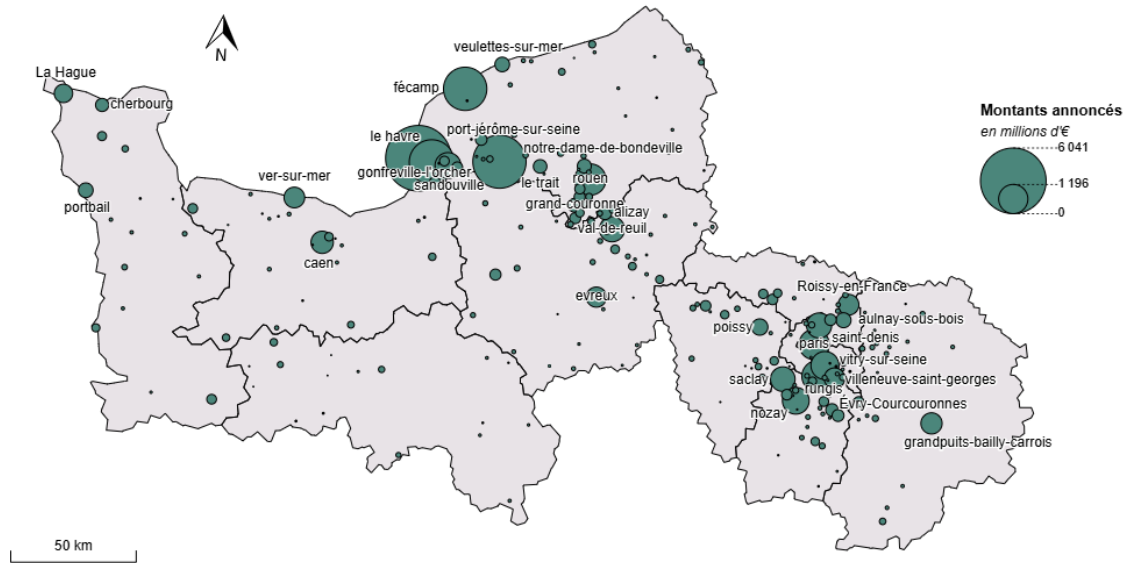 N
La Hague
cherbourg
veulettes-sur-mer
fécamp
le havre
port-jérôme-sur-seine
notre-dame-de-bondeville
gonfreville-l'orcher
sandouville
le trait
rouen
portbail
ver-sur-mer
grand-couronne
alizay
val-de-reuil
caen
evreux
Montants annoncés
en millions d'€
6 041
1 196
0
Roissy-en-France
poissy
aulnay-sous-bois
saint-denis
paris
vitry-sur-seine
saclay
villeneuve-saint-georges
rungis
nozay
Évry-Courcouronnes
grandpuits-bailly-carrois
50 km